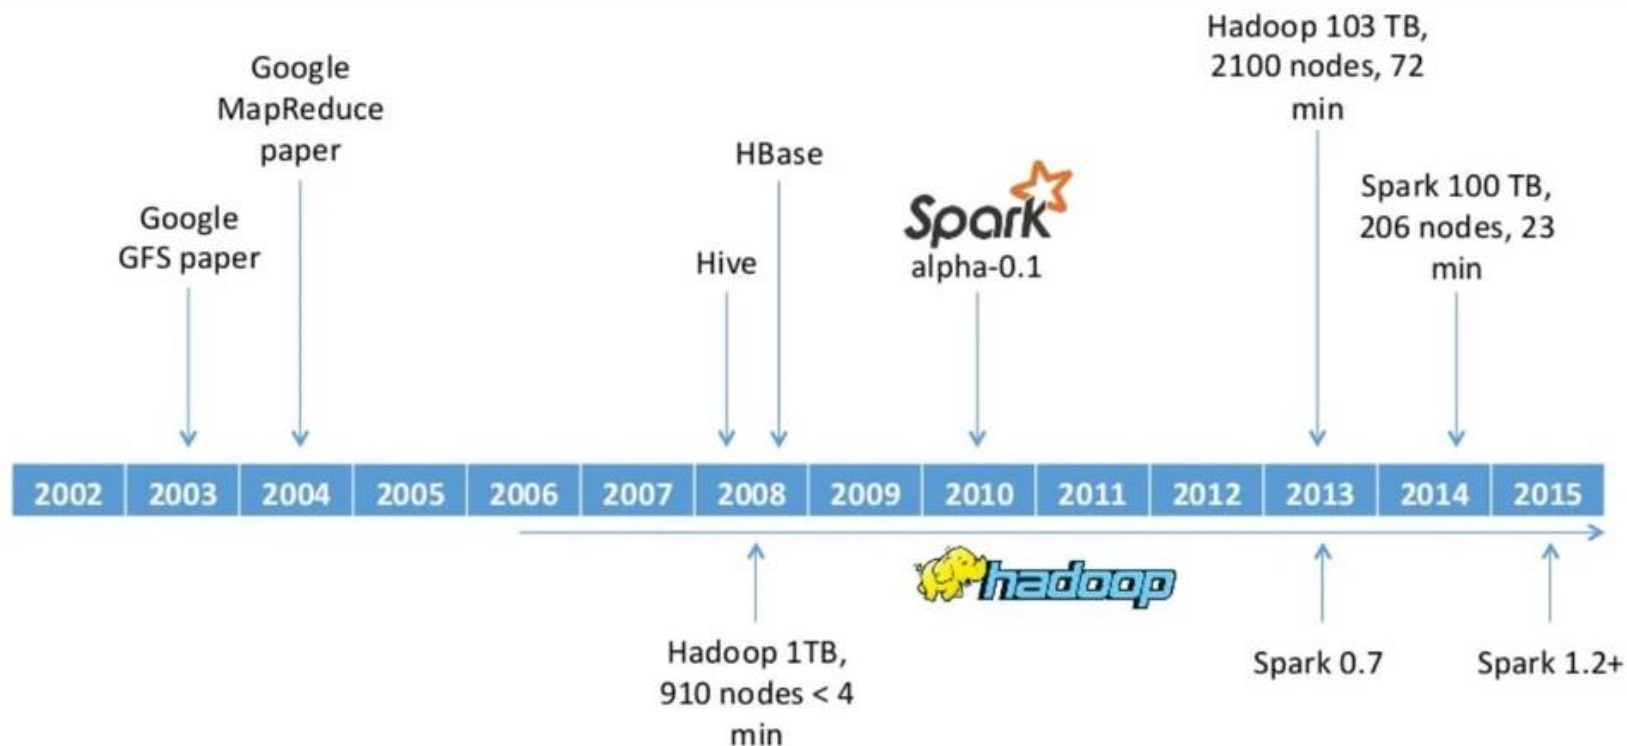 Google
MapReduce
paper
Google
GFS paper
Hive
HBase
Spark
alpha-0.1
Hadoop 103 TB,
2100 nodes, 72
min
Spark 100 TB,
206 nodes, 23
min
2002 2003 2004 2005 2006 2007 2008 2009 2010 2011 2012 2013 2014 2015
hadoop
Hadoop 1TB,
910 nodes < 4
min
Spark 0.7
Spark 1.2+